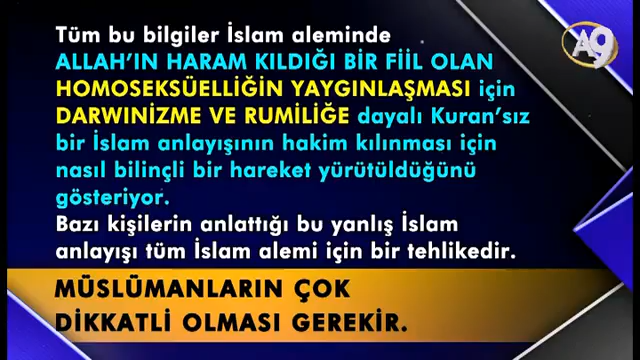 A9
Tüm bu bilgiler İslam aleminde
ALLAH'IN HARAM KILDIĞI BİR FİİL OLAN
HOMOSEKSÜELLİĞİN YAYGINLAŞMASI için
DARWINİZME VE RUMİLİĞE dayalı Kuran'sız
bir İslam anlayışının hakim kılınması için
nasıl bilinçli bir hareket yürütüldüğünü
gösteriyor.
Bazı kişilerin anlattığı bu yanlış İslam
anlayışı tüm İslam alemi için bir tehlikedir.
MÜSLÜMANLARIN ÇOK
DİKKATLİ OLMASI GEREKİR.